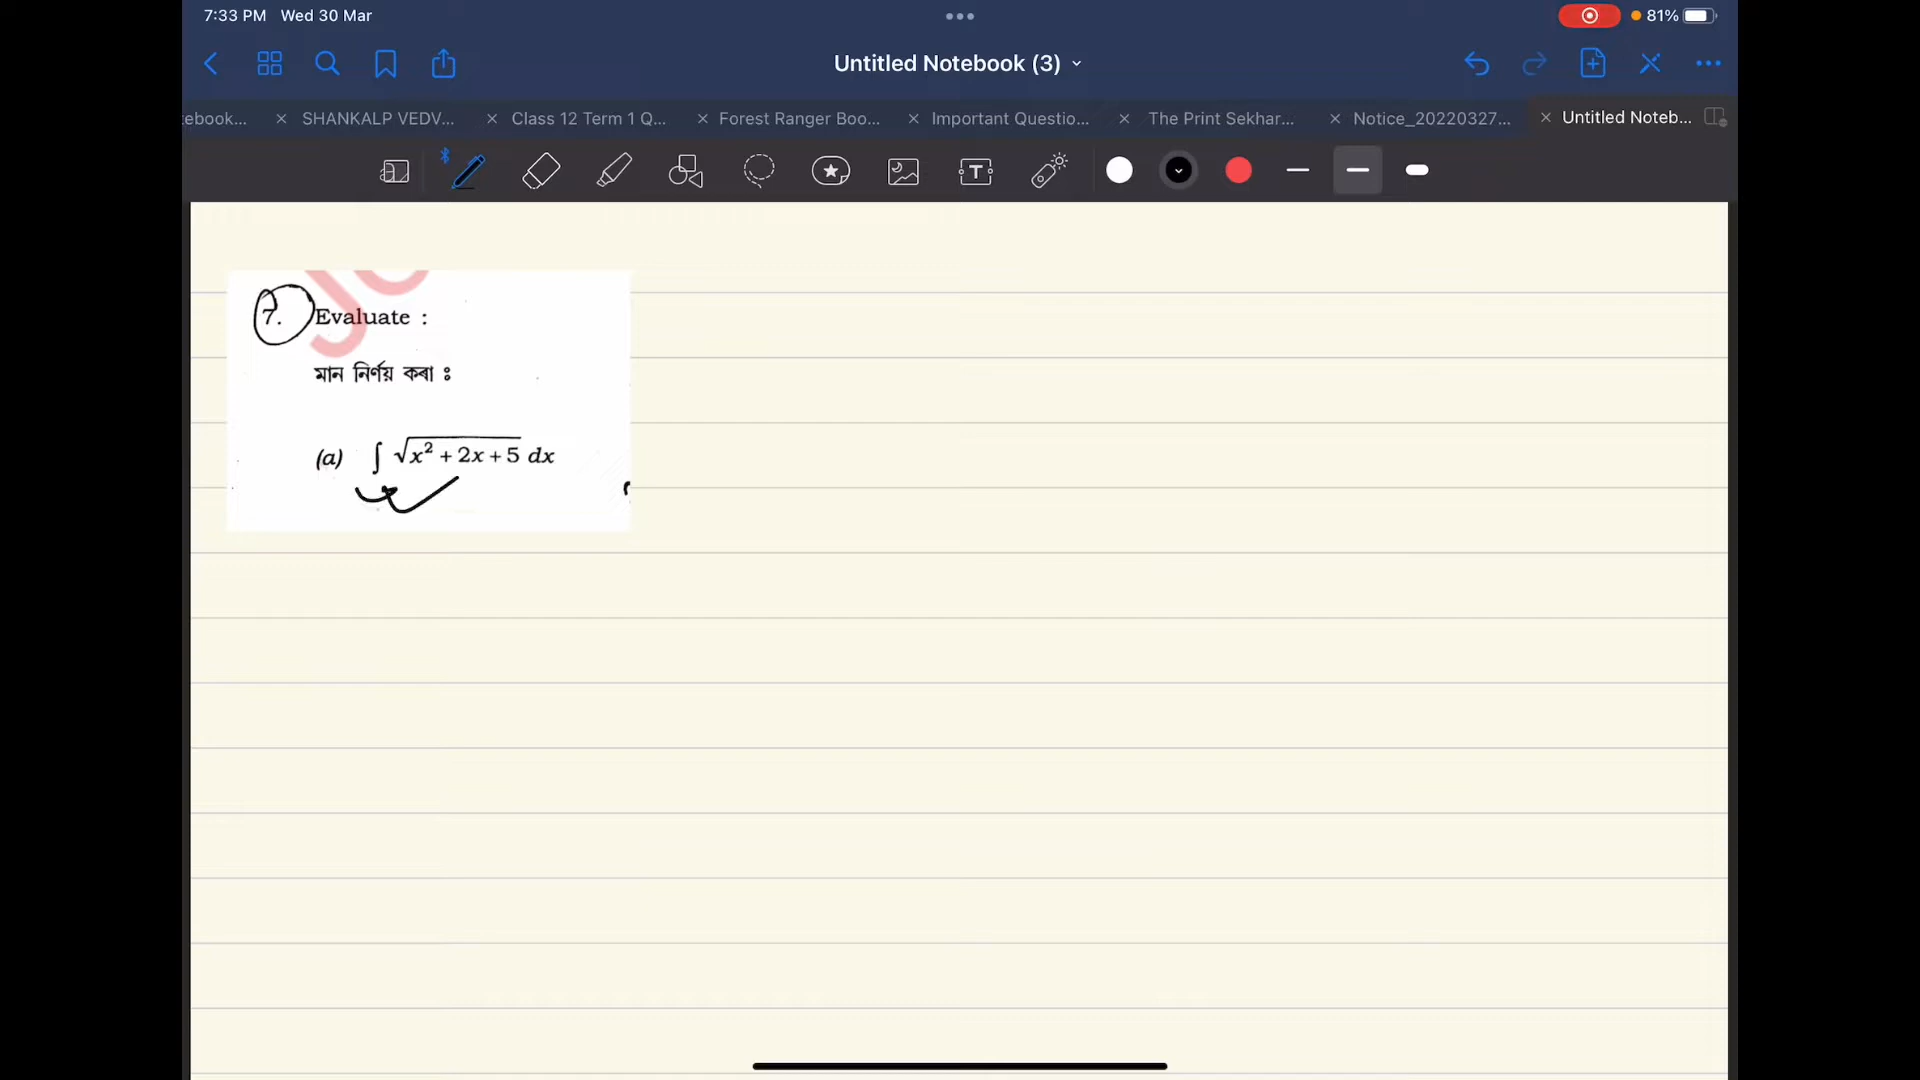 7:33 PM Wed 30 Mar
81%
Untitled Notebook (3)
ebook... SHANKALP VEDV... Class 12 Term 1 Q... Forest Ranger Boo... Important Questio... The Print Sekhar... Notice_20220327... Untitled Noteb...
7. Evaluate :
মান নিৰ্ণয় কৰা ঃ
(a) ∫ √x² + 2x + 5 dx